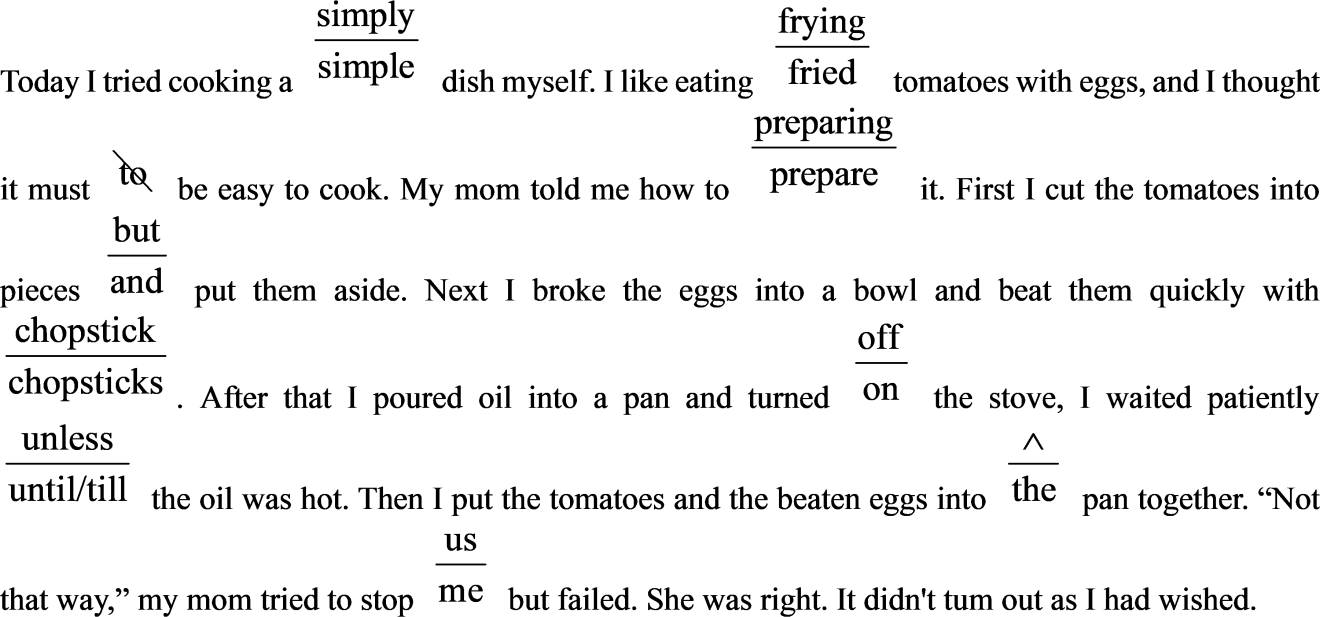 Today I tried cooking a simply/simple dish myself. I like eating frying/fried tomatoes with eggs, and I thought
it must to be easy to cook. My mom told me how to preparing/prepare it. First I cut the tomatoes into
pieces but/and put them aside. Next I broke the eggs into a bowl and beat them quickly with
chopstick/chopsticks. After that I poured oil into a pan and turned off/on the stove, I waited patiently
unless/until/till the oil was hot. Then I put the tomatoes and the beaten eggs into ^/the pan together. “Not
that way,” my mom tried to stop us/me but failed. She was right. It didn't tum out as I had wished.